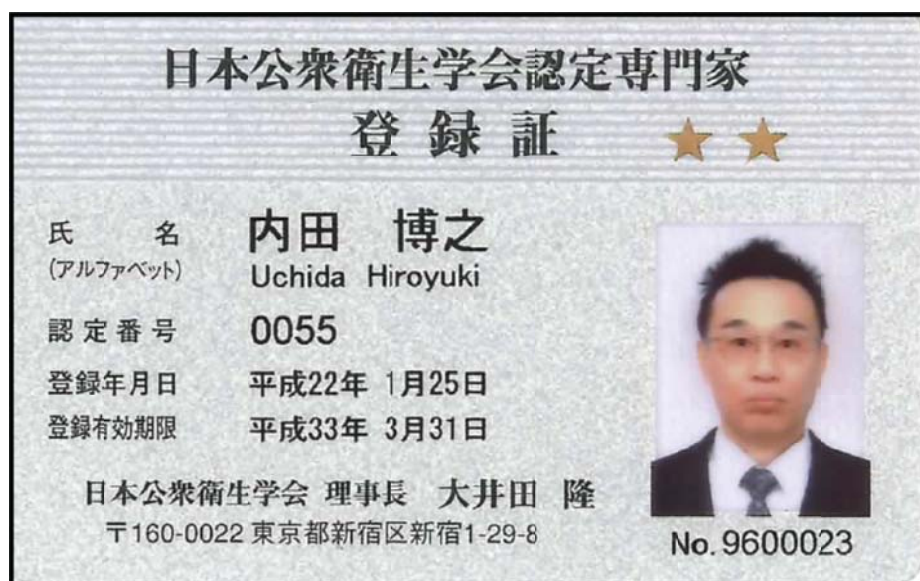 日本公衆衛生学会認定専門家
登録証 ★★
氏名 内田 博之
(アルファベット) Uchida Hiroyuki
認定番号 0055
登録年月日 平成22年 1月25日
登録有効期限 平成33年 3月31日
日本公衆衛生学会 理事長 大井田 隆
〒160-0022 東京都新宿区新宿1-29-8
No. 9600023